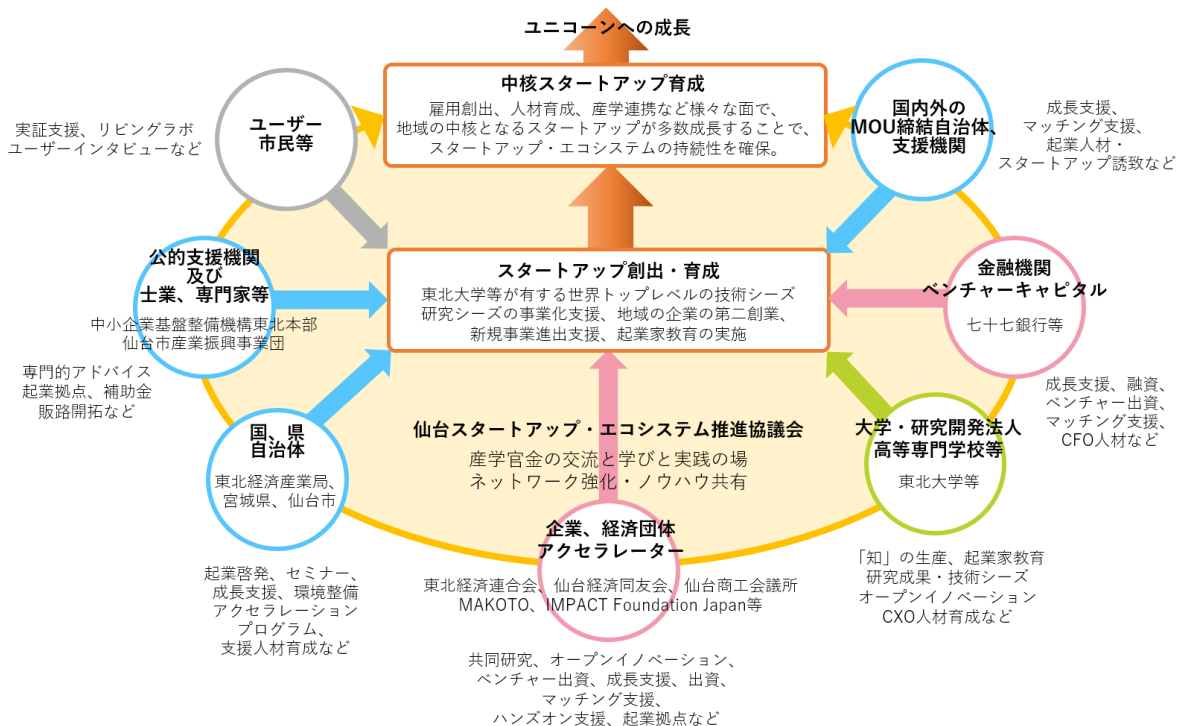 ユニコーンへの成長
中核スタートアップ育成
雇用創出、人材育成、産学連携など様々な面で、
地域の中核となるスタートアップが多数成長することで、
スタートアップ・エコシステムの持続性を確保。
ユーザー
市民等
実証支援、リビングラボ
ユーザーインタビューなど
国内外の
MOU締結自治体、
支援機関
成長支援、
マッチング支援、
起業人材・
スタートアップ誘致など
公的支援機関
及び
士業、専門家等
中小企業基盤整備機構東北本部
仙台市産業振興事業団
専門的アドバイス
起業拠点、補助金
販路開拓など
スタートアップ創出・育成
東北大学等が有する世界トップレベルの技術シーズ
研究シーズの事業化支援、地域の企業の第二創業、
新規事業進出支援、起業家教育の実施
金融機関
ベンチャーキャピタル
七十七銀行等
成長支援、融資、
ベンチャー出資、
マッチング支援、
CFO人材など
国、県
自治体
東北経済産業局、
宮城県、仙台市
起業啓発、セミナー、
成長支援、環境整備
アクセラレーション
プログラム、
支援人材育成など
仙台スタートアップ・エコシステム推進協議会
産学官金の交流と学びと実践の場
ネットワーク強化・ノウハウ共有
大学・研究開発法人
高等専門学校等
東北大学等
「知」の生産、起業家教育
研究成果・技術シーズ
オープンイノベーション
CXO人材育成など
企業、経済団体
アクセラレーター
東北経済連合会、仙台経済同友会、仙台商工会議所
MAKOTO、IMPACT Foundation Japan等
共同研究、オープンイノベーション、
ベンチャー出資、成長支援、出資、
マッチング支援、
ハンズオン支援、起業拠点など